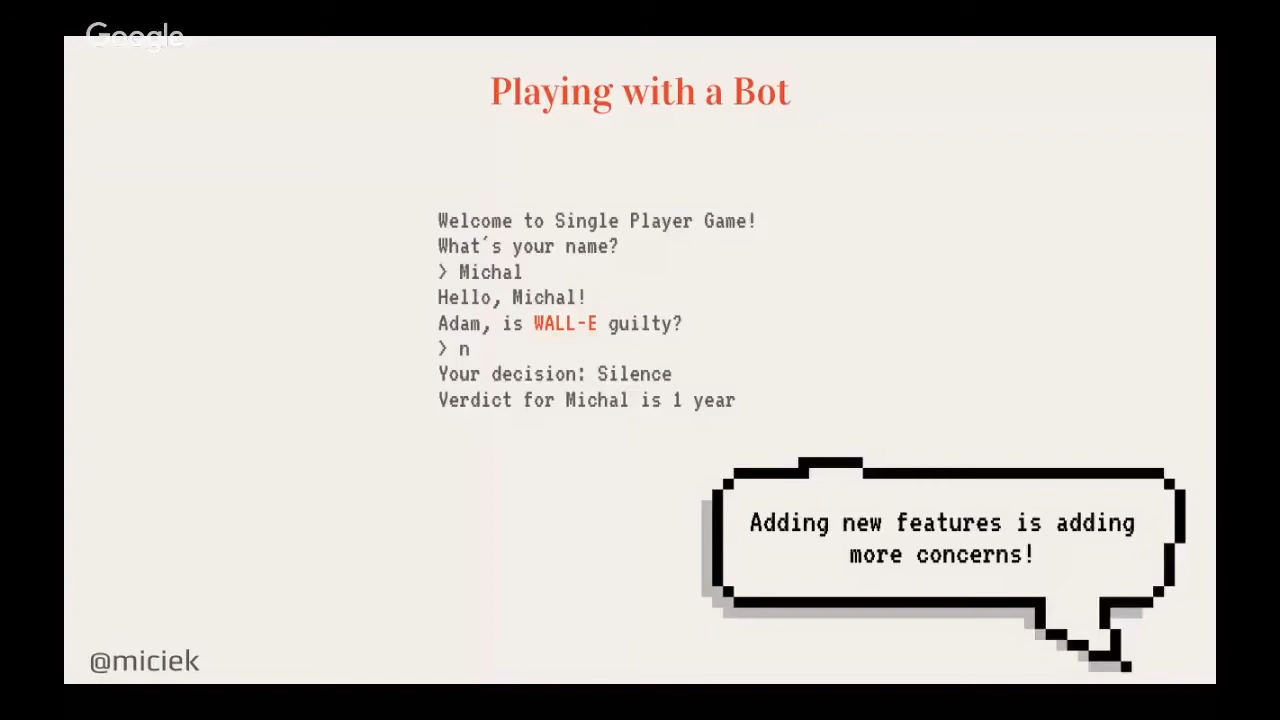 Google
Playing with a Bot
Welcome to Single Player Game!
What´s your name?
> Michal
Hello, Michal!
Adam, is WALL-E guilty?
> n
Your decision: Silence
Verdict for Michal is 1 year
Adding new features is adding
more concerns!
@miciek